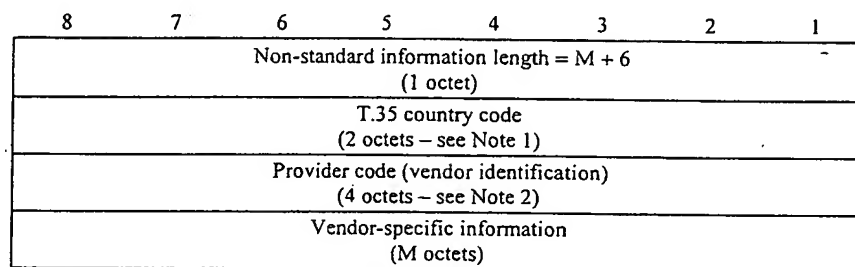 8 7 6 5 4 3 2 1
Non-standard information length = M + 6
(1 octet)
T.35 country code
(2 octets – see Note 1)
Provider code (vendor identification)
(4 octets – see Note 2)
Vendor-specific information
(M octets)